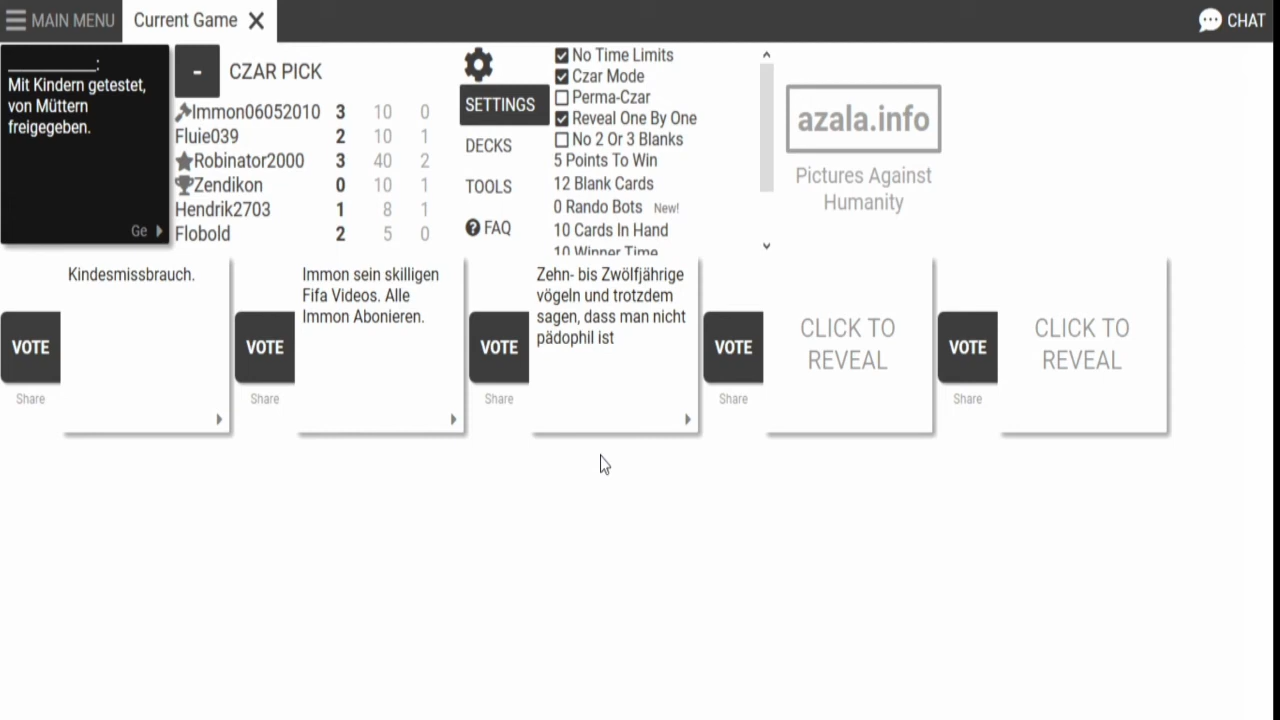 MAIN MENU
Current Game
CHAT
____________:
Mit Kindern getestet,
von Müttern
freigegeben.
Ge
-
CZAR PICK
Immon06052010 3 10 0
Fluie039 2 10 1
Robinator2000 3 40 2
Zendikon 0 10 1
Hendrik2703 1 8 1
Flobold 2 5 0
SETTINGS
DECKS
TOOLS
FAQ
No Time Limits
Czar Mode
Perma-Czar
Reveal One By One
No 2 Or 3 Blanks
5 Points To Win
12 Blank Cards
0 Rando Bots New!
10 Cards In Hand
10 Winner Time
azala.info
Pictures Against
Humanity
VOTE
Share
Kindesmissbrauch.
VOTE
Share
Immon sein skilligen
Fifa Videos. Alle
Immon Abonieren.
VOTE
Share
Zehn- bis Zwölfjährige
vögeln und trotzdem
sagen, dass man nicht
pädophil ist
VOTE
Share
CLICK TO
REVEAL
VOTE
Share
CLICK TO
REVEAL